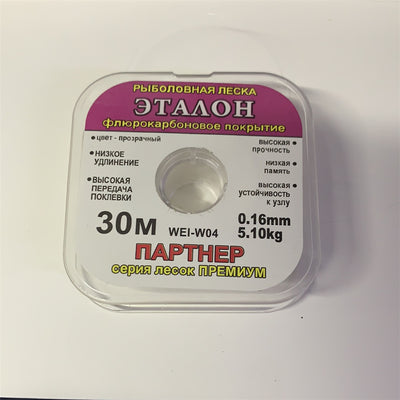 РЫБОЛОВНАЯ ЛЕСКА
ЭТАЛОН
флюрокарбоновое покрытие
• цвет - прозрачный
высокая •
прочность
• НИЗКОЕ
УДЛИНЕНИЕ
низкая •
память
• ВЫСОКАЯ
ПЕРЕДАЧА
ПОКЛЕВКИ
высокая •
устойчивость
к узлу
30м WEI-W04
0.16mm
5.10kg
ПАРТНЕР
серия лесок ПРЕМИУМ